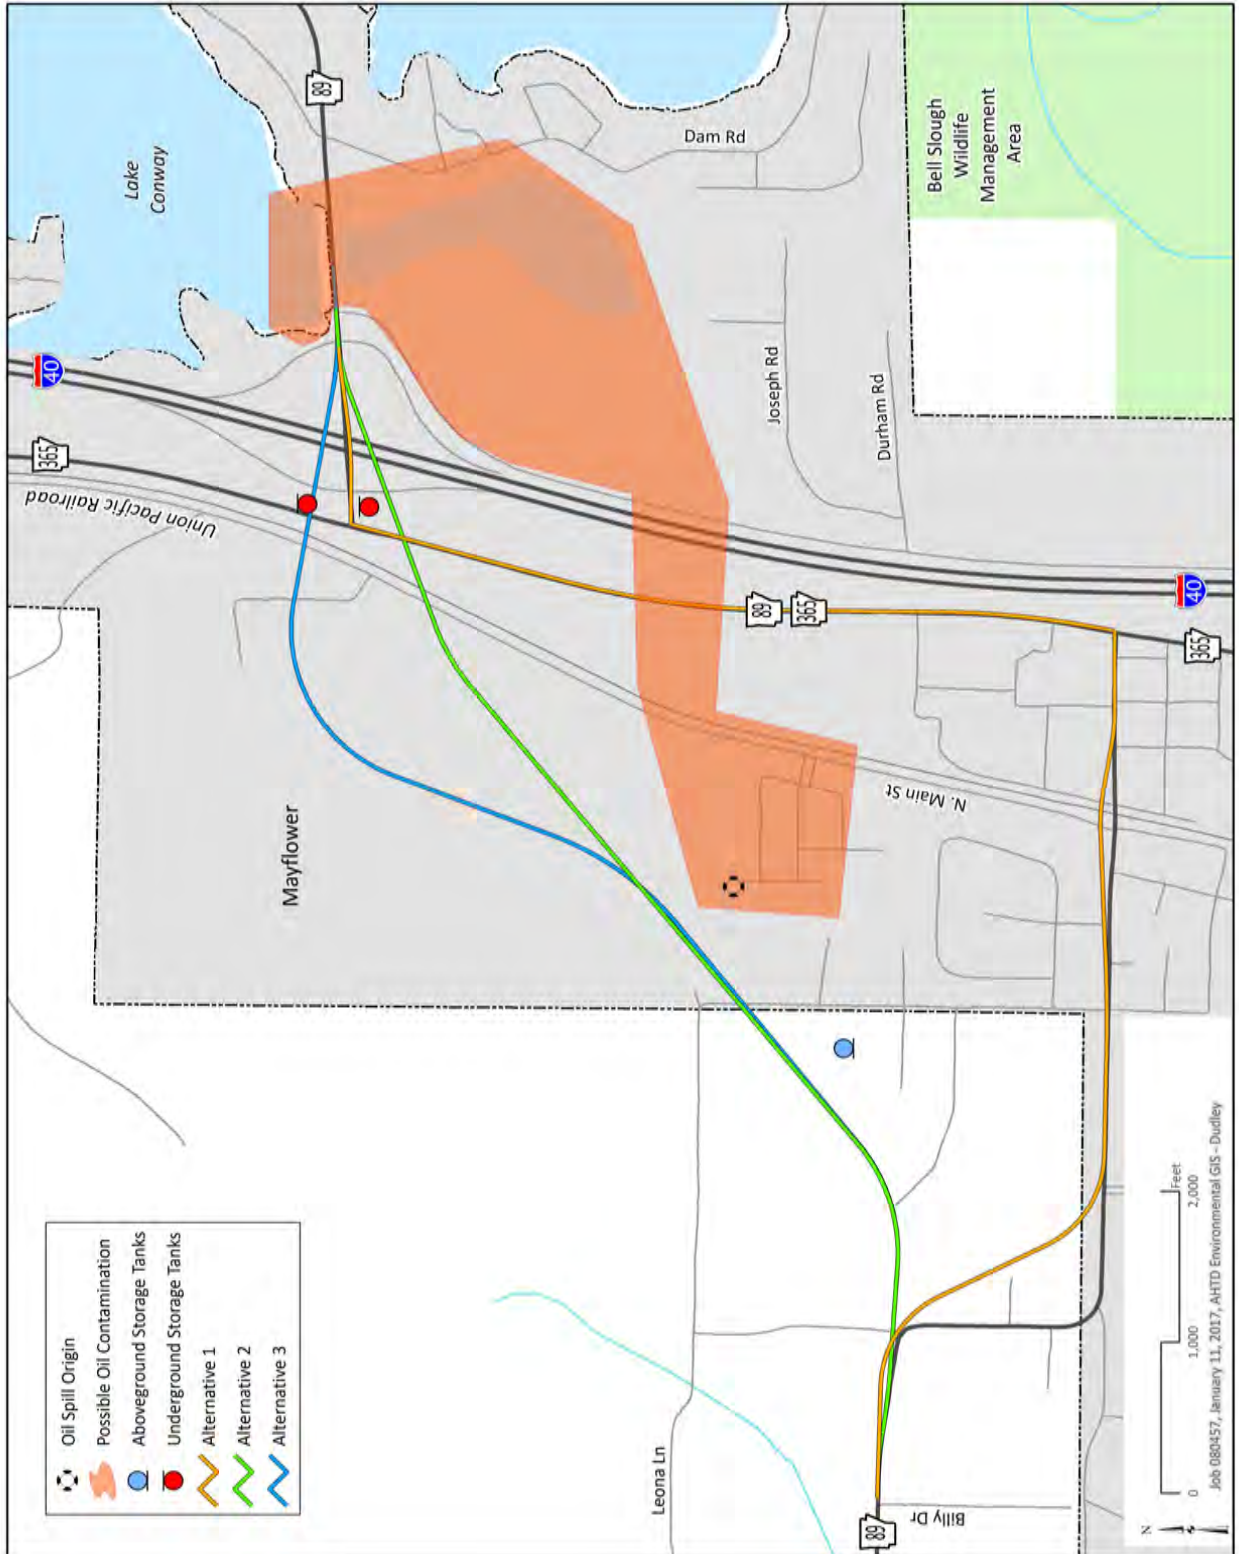 Oil Spill Origin
Possible Oil Contamination
Aboveground Storage Tanks
Underground Storage Tanks
Alternative 1
Alternative 2
Alternative 3
Lake
Conway
89
40
365
Union Pacific Railroad
Dam Rd
Bell Slough
Wildlife
Management
Area
Joseph Rd
Durham Rd
Mayflower
89
365
40
365
N. Main St
Leona Ln
Billy Dr
89
N
0
1,000
2,000
Feet
Job 080457, January 11, 2017, AHTD Environmental GIS - Dudley